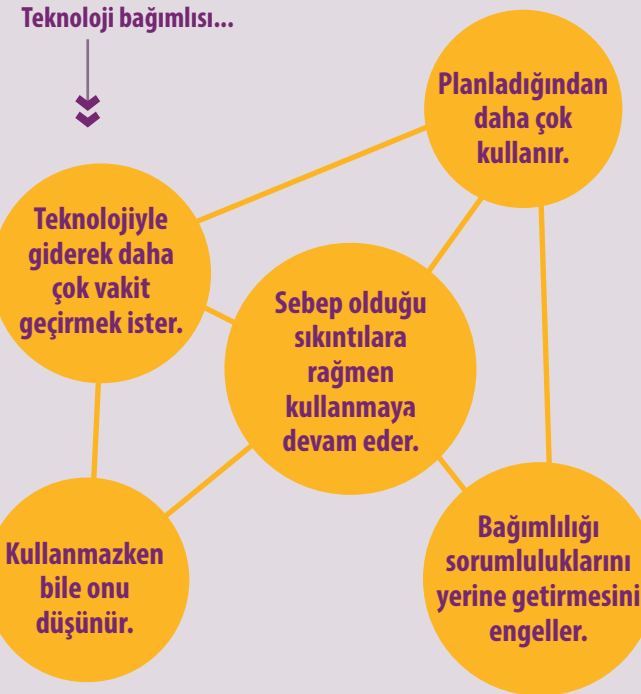 Teknoloji bağımlısı...
Planladığından
daha çok
kullanır.
Teknolojiyle
giderek daha
çok vakit
geçirmek ister.
Sebep olduğu
sıkıntılara
rağmen
kullanmaya
devam eder.
Kullanmazken
bile onu
düşünür.
Bağımlılığı
sorumluluklarını
yerine getirmesini
engeller.